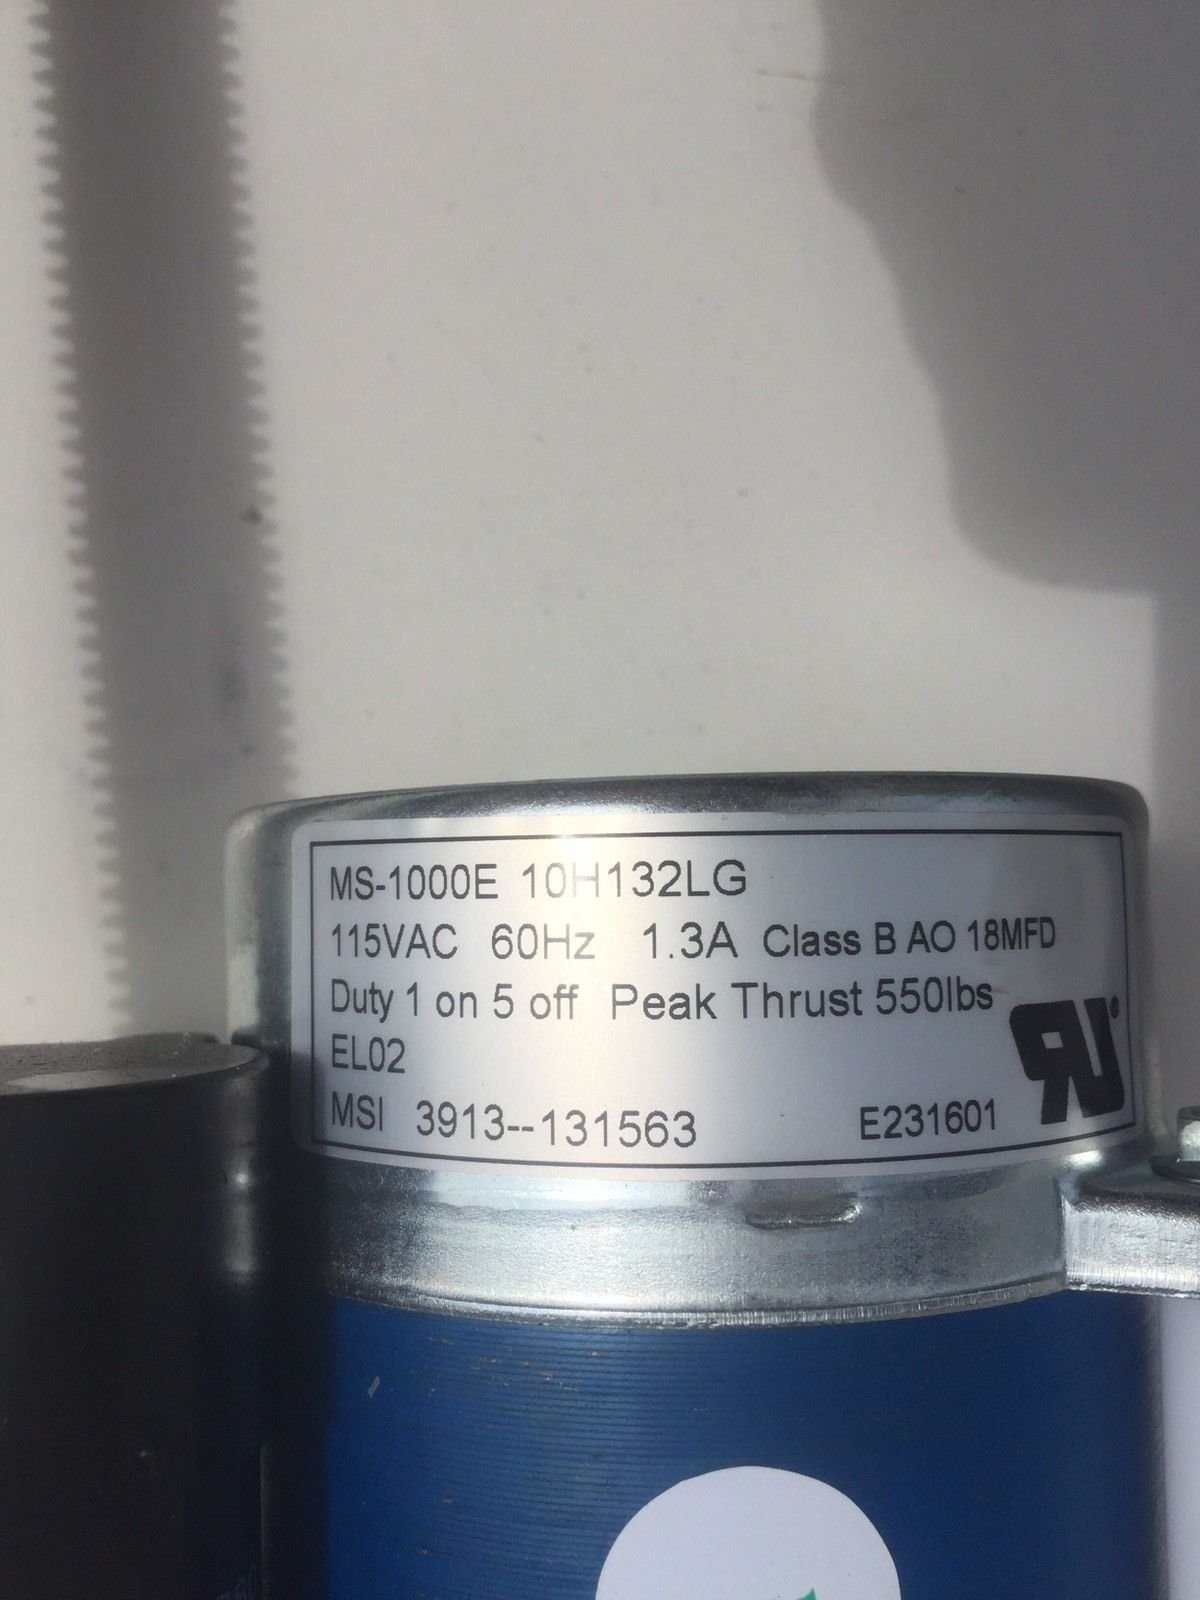 MS-1000E 10H132LG
115VAC 60Hz 1.3A Class B AO 18MFD
Duty 1 on 5 off Peak Thrust 550lbs
EL02
MSI 3913--131563 E231601